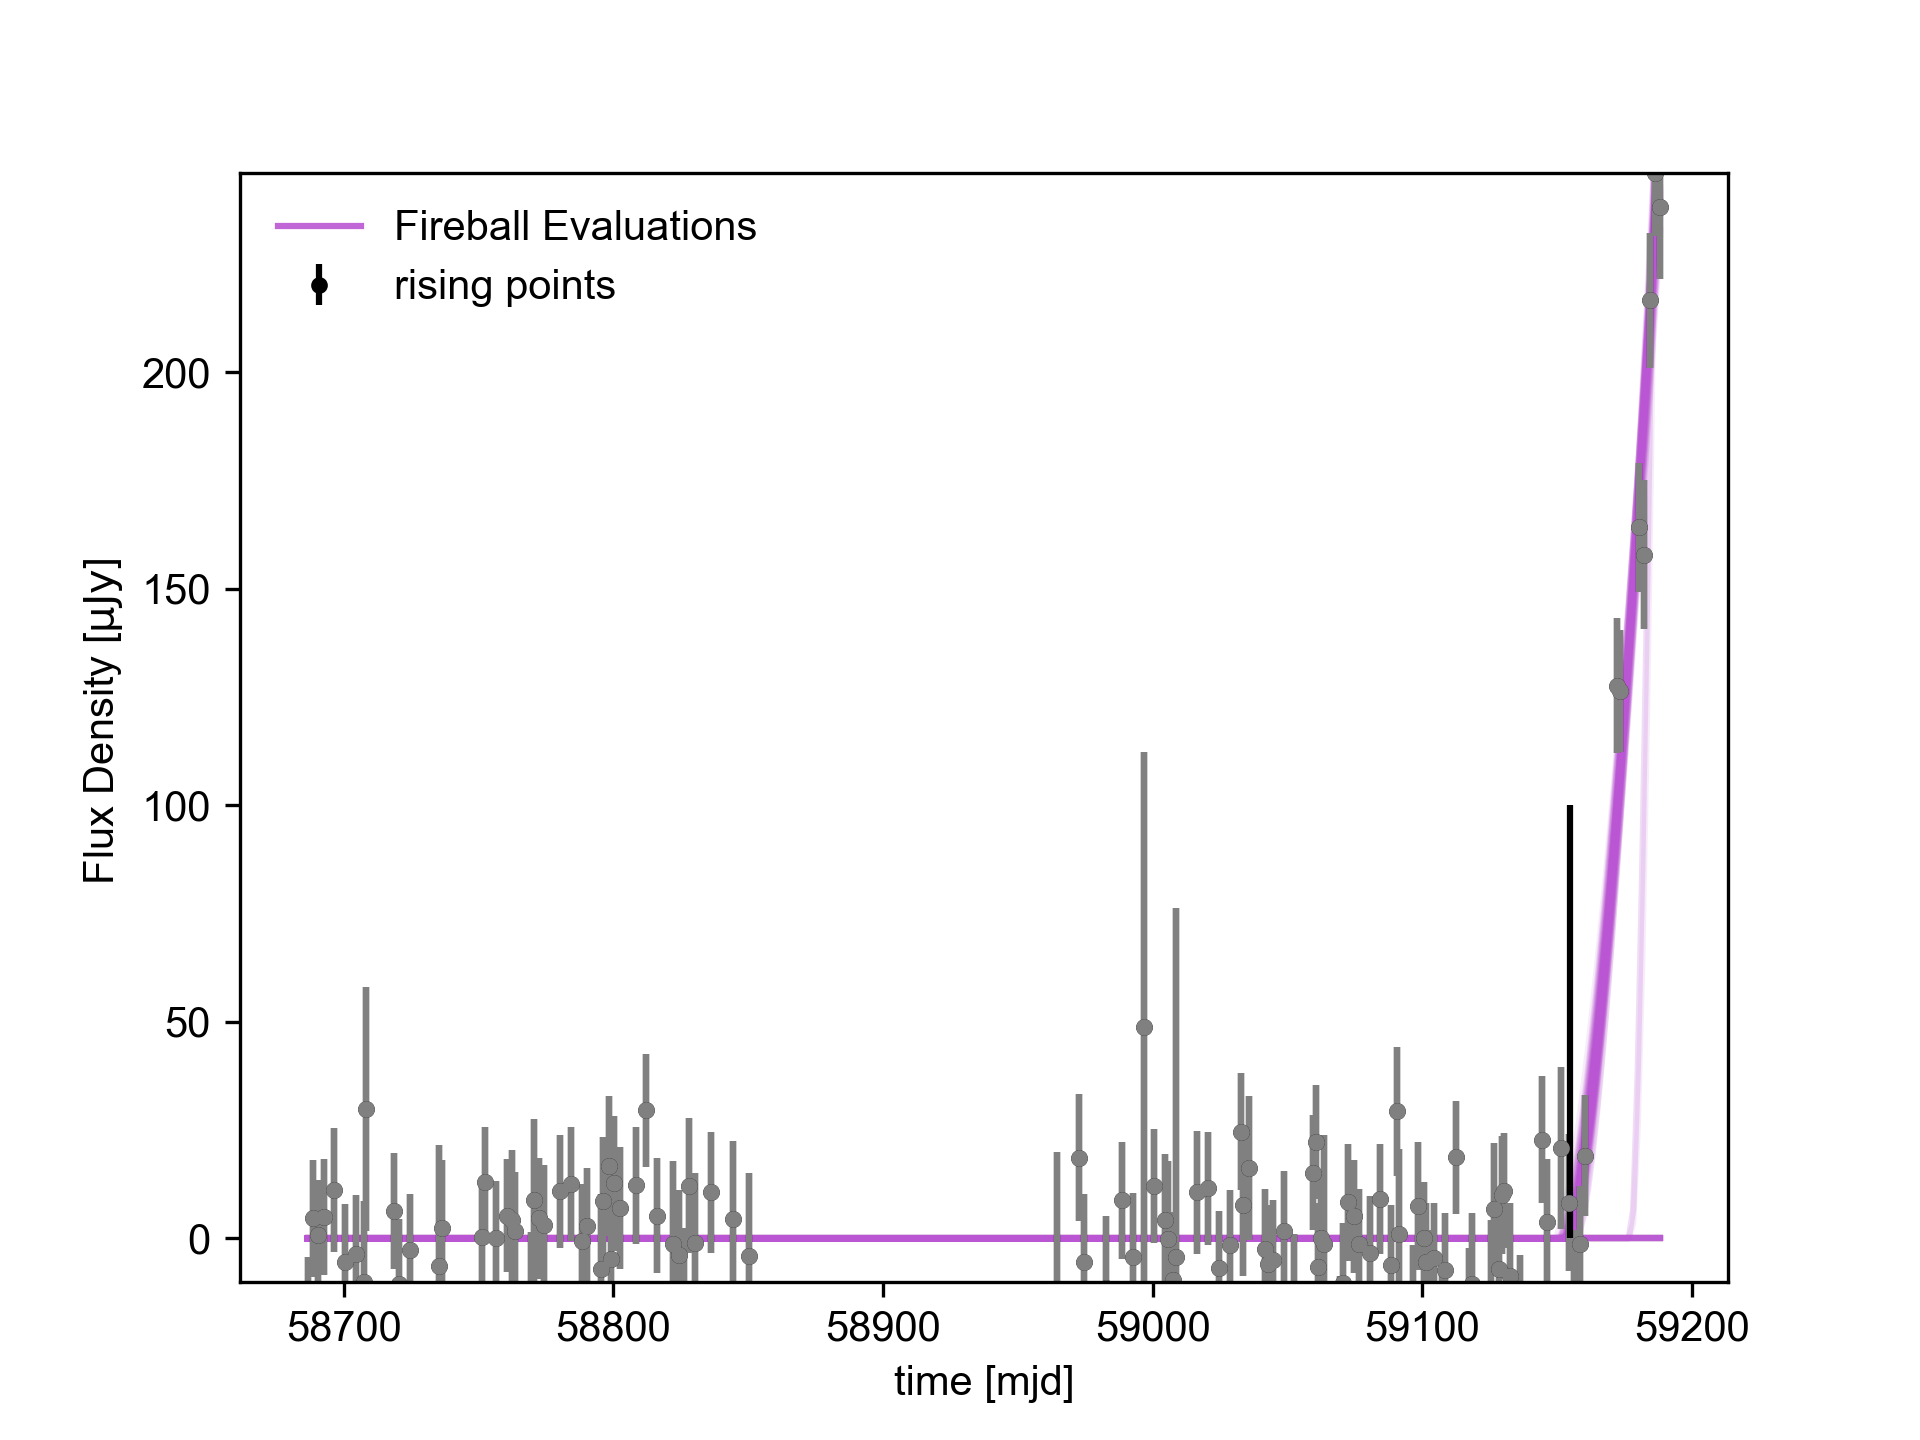 Fireball Evaluations
rising points
Flux Density [µJy]
200
150
100
50
0
58700 58800 58900 59000 59100 59200
time [mjd]